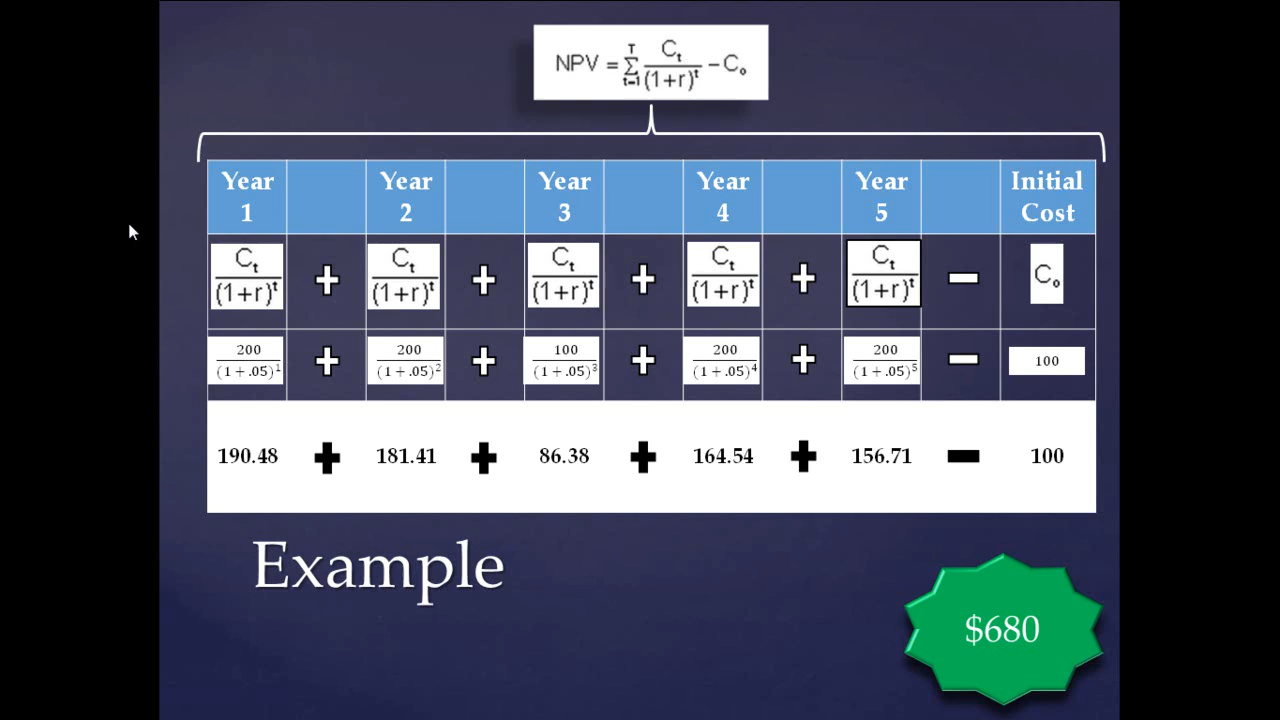 NPV = Σ_{t=1}^{T} C_t/(1+r)^t − C_o
Year 1 Year 2 Year 3 Year 4 Year 5 Initial Cost
C_t/(1+r)^t + C_t/(1+r)^t + C_t/(1+r)^t + C_t/(1+r)^t + C_t/(1+r)^t − C_o
200/(1+.05)^1 + 200/(1+.05)^2 + 100/(1+.05)^3 + 200/(1+.05)^4 + 200/(1+.05)^5 − 100
190.48 + 181.41 + 86.38 + 164.54 + 156.71 − 100
Example
$680